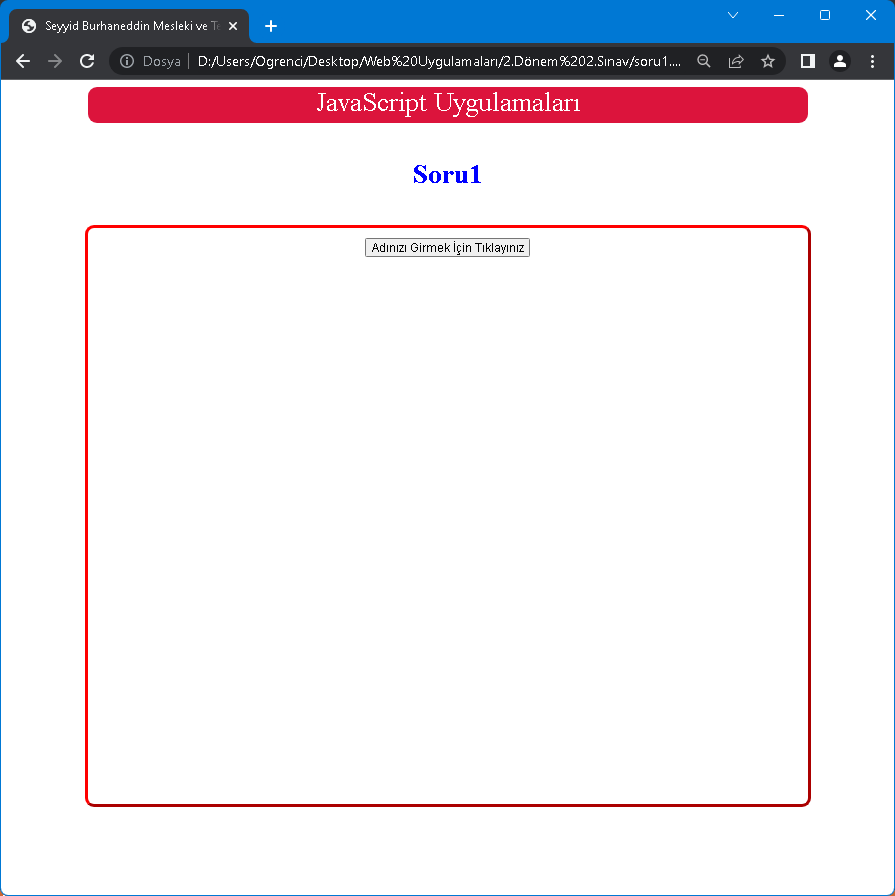 Seyyid Burhaneddin Mesleki ve
Dosya
D:/Users/Ogrenci/Desktop/Web%20Uygulamaları/2.Dönem%202.Sınav/soru1....
JavaScript Uygulamaları
Soru1
Adınızı Girmek İçin Tıklayınız